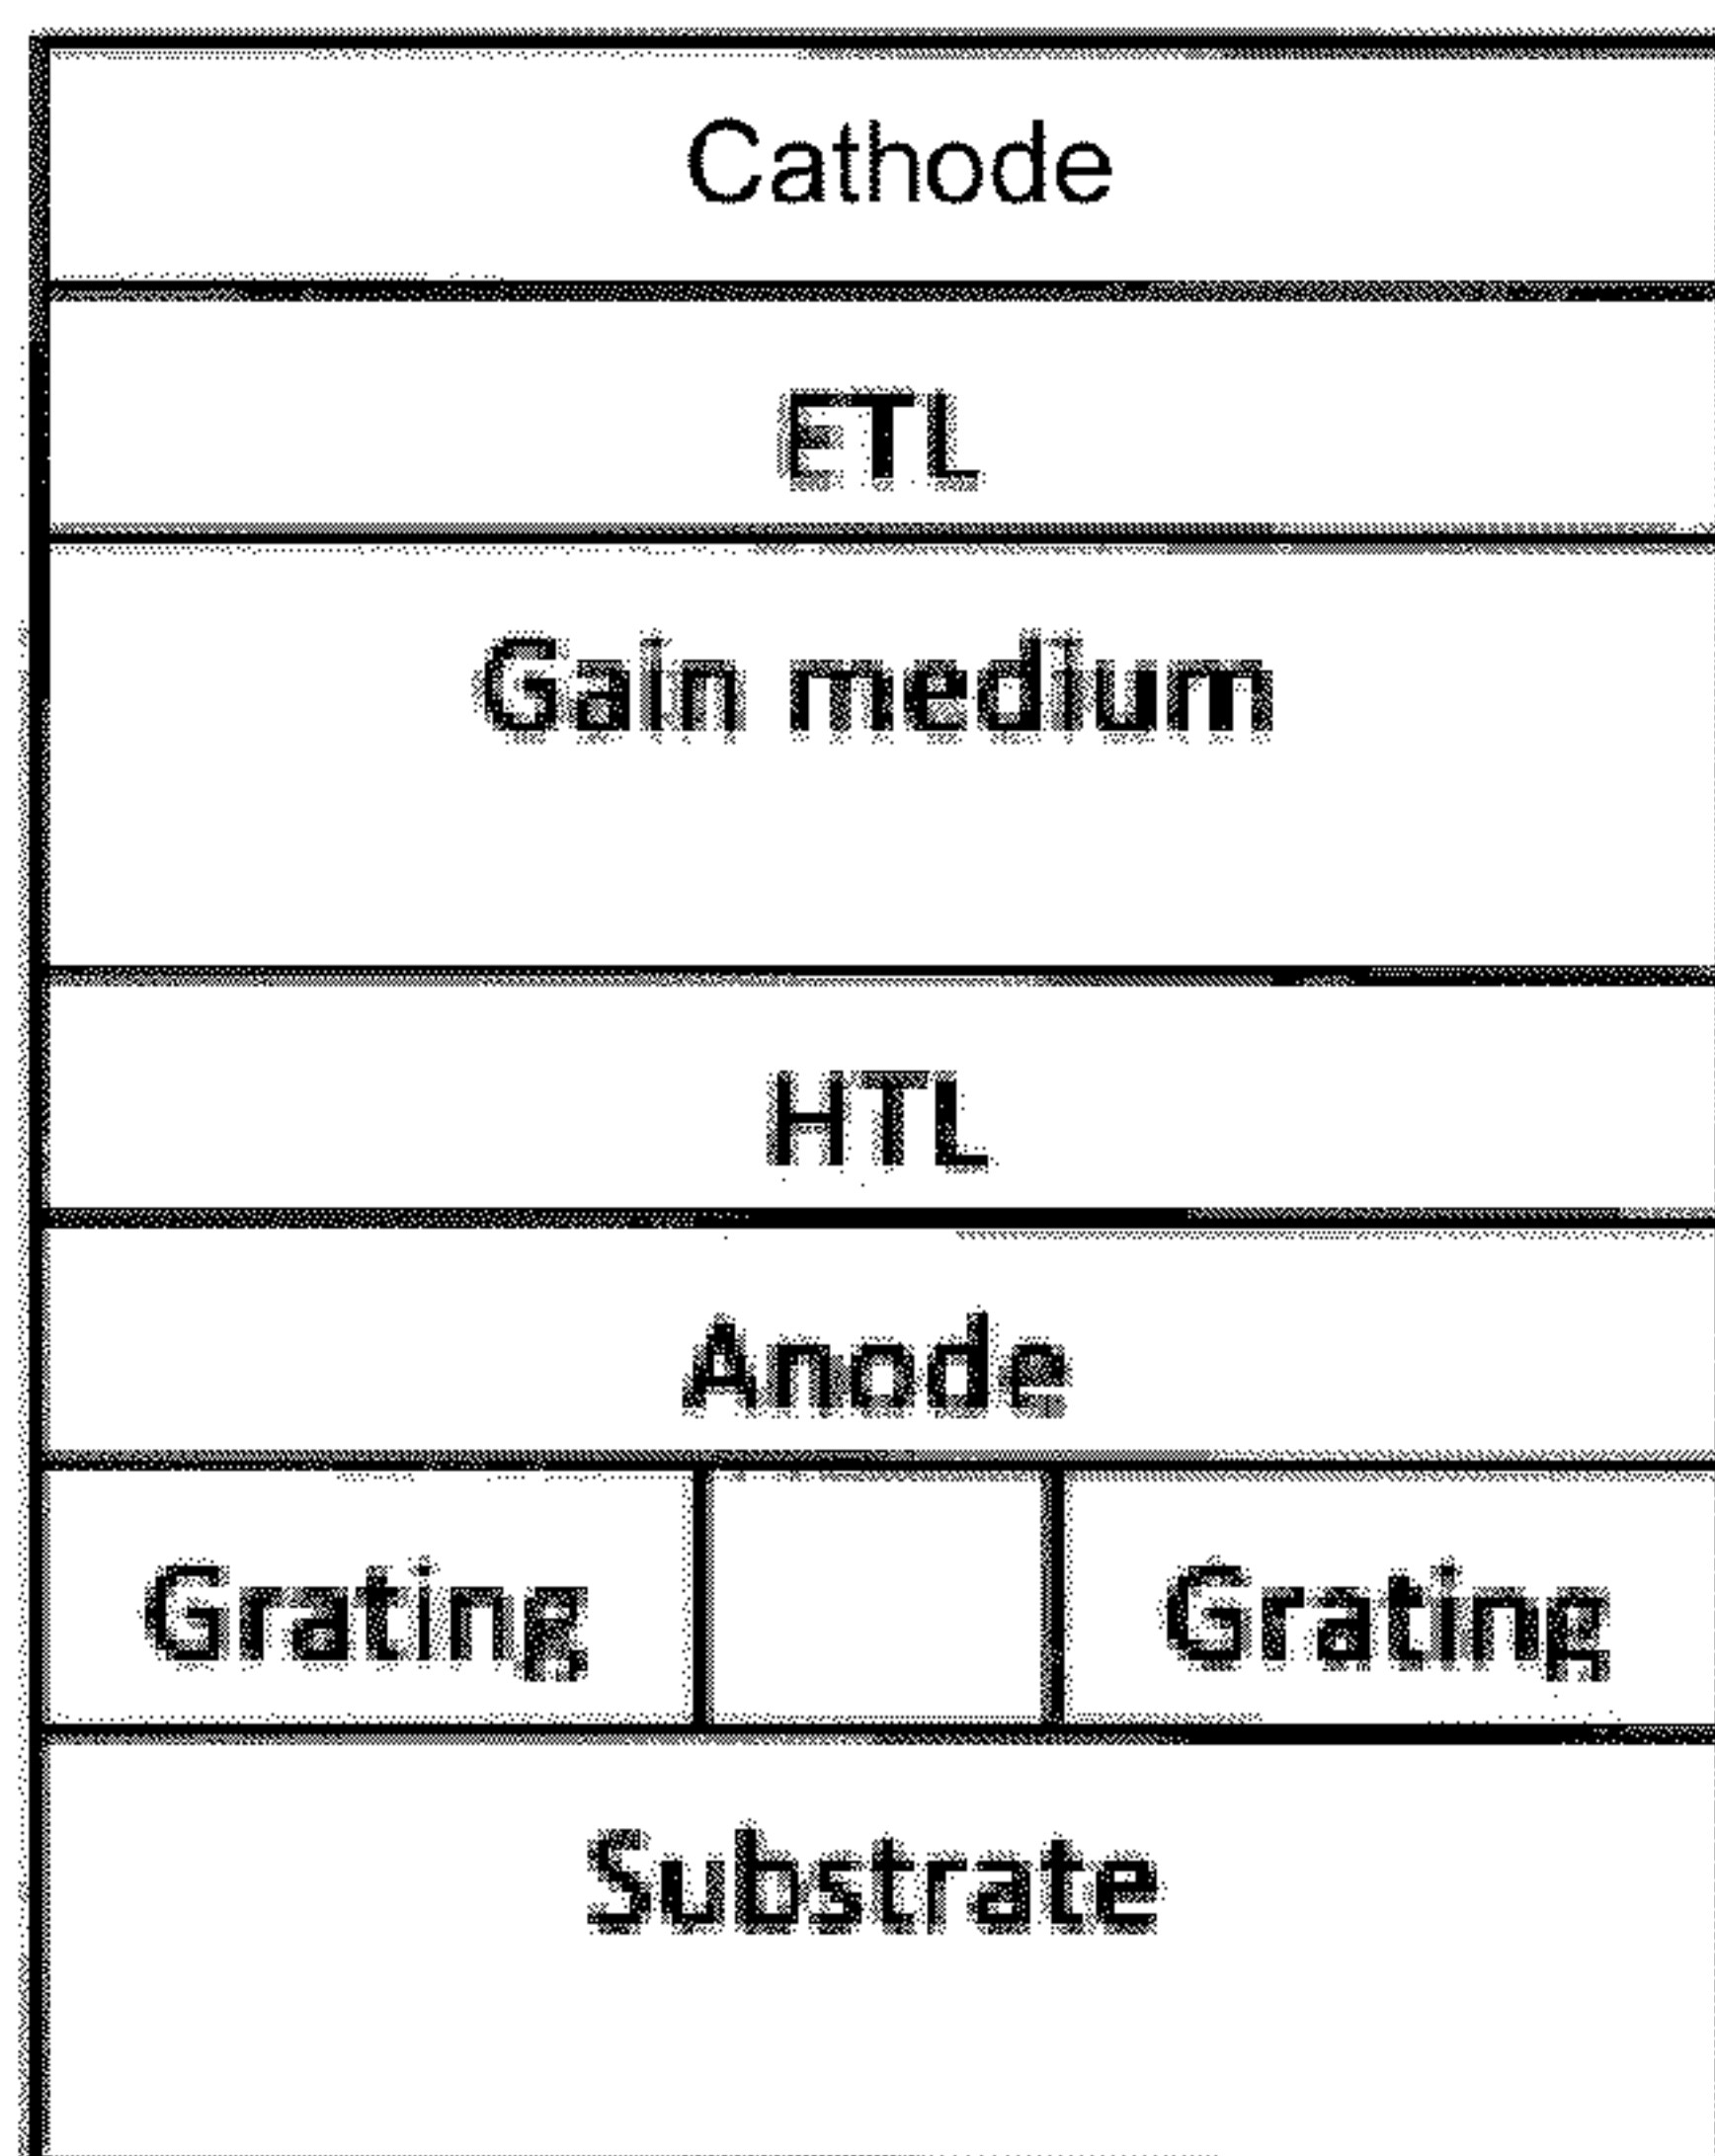 Cathode
ETL
Gain medium
HTL
Anode
Grating Grating
Substrate